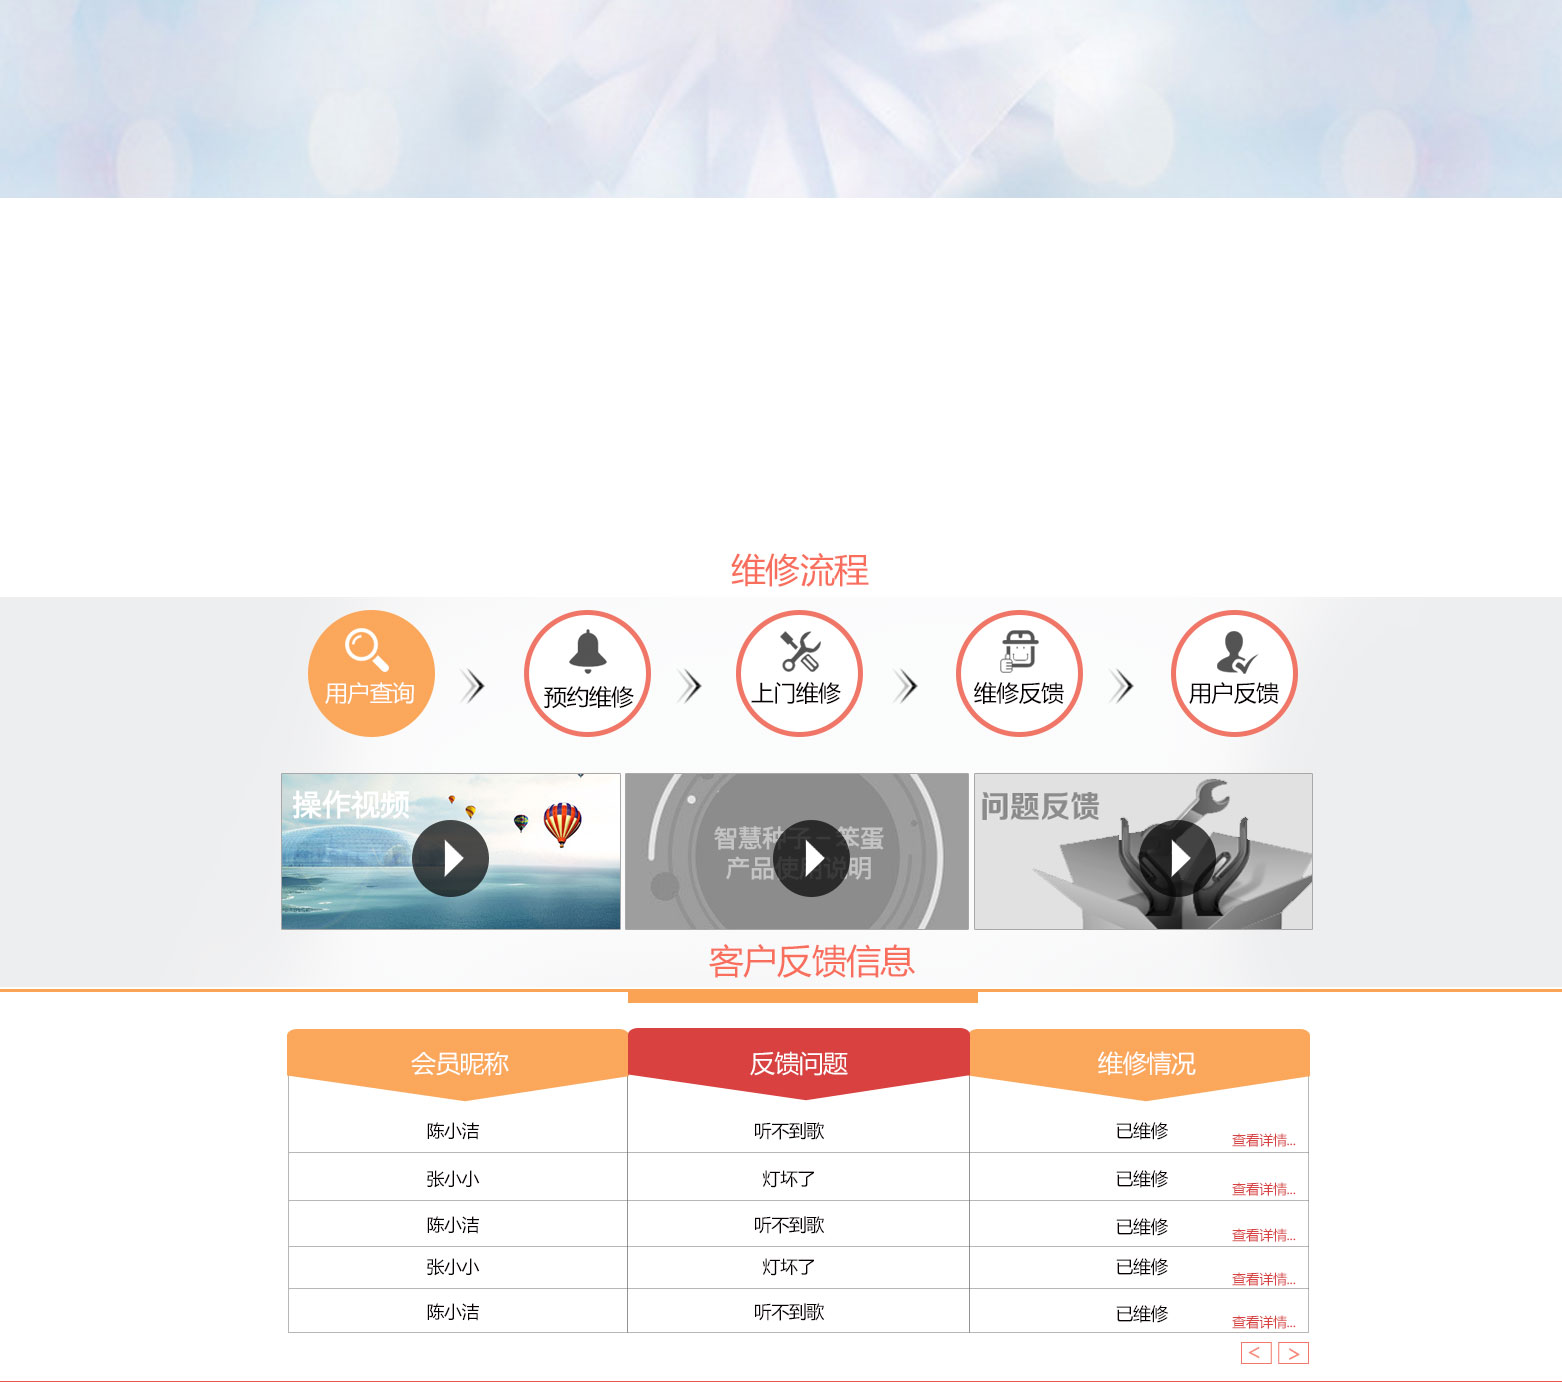 维修流程
用户查询
预约维修
上门维修
维修反馈
用户反馈
操作视频
智慧种子－笨蛋
产品使用说明
问题反馈
客户反馈信息
会员昵称 反馈问题 维修情况
陈小洁 听不到歌 已维修 查看详情...
张小小 灯坏了 已维修 查看详情...
陈小洁 听不到歌 已维修 查看详情...
张小小 灯坏了 已维修 查看详情...
陈小洁 听不到歌 已维修 查看详情...
< >